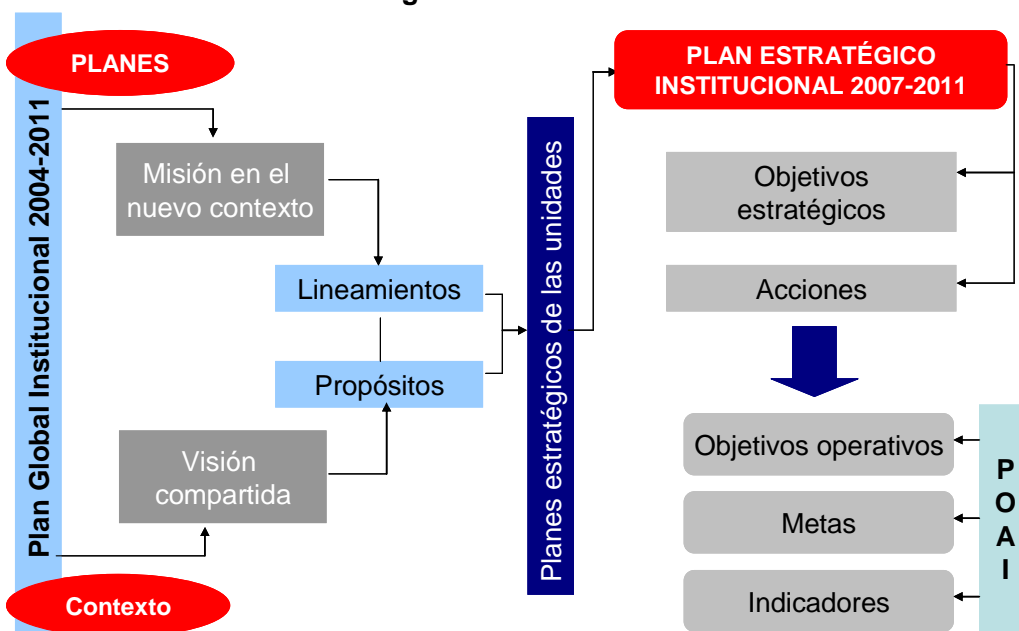 PLANES
Plan Global Institucional 2004-2011
Misión en el
nuevo contexto
Lineamientos
Propósitos
Visión
compartida
Contexto
Planes estratégicos de las unidades
PLAN ESTRATÉGICO
INSTITUCIONAL 2007-2011
Objetivos
estratégicos
Acciones
Objetivos operativos
Metas
Indicadores
P
O
A
I